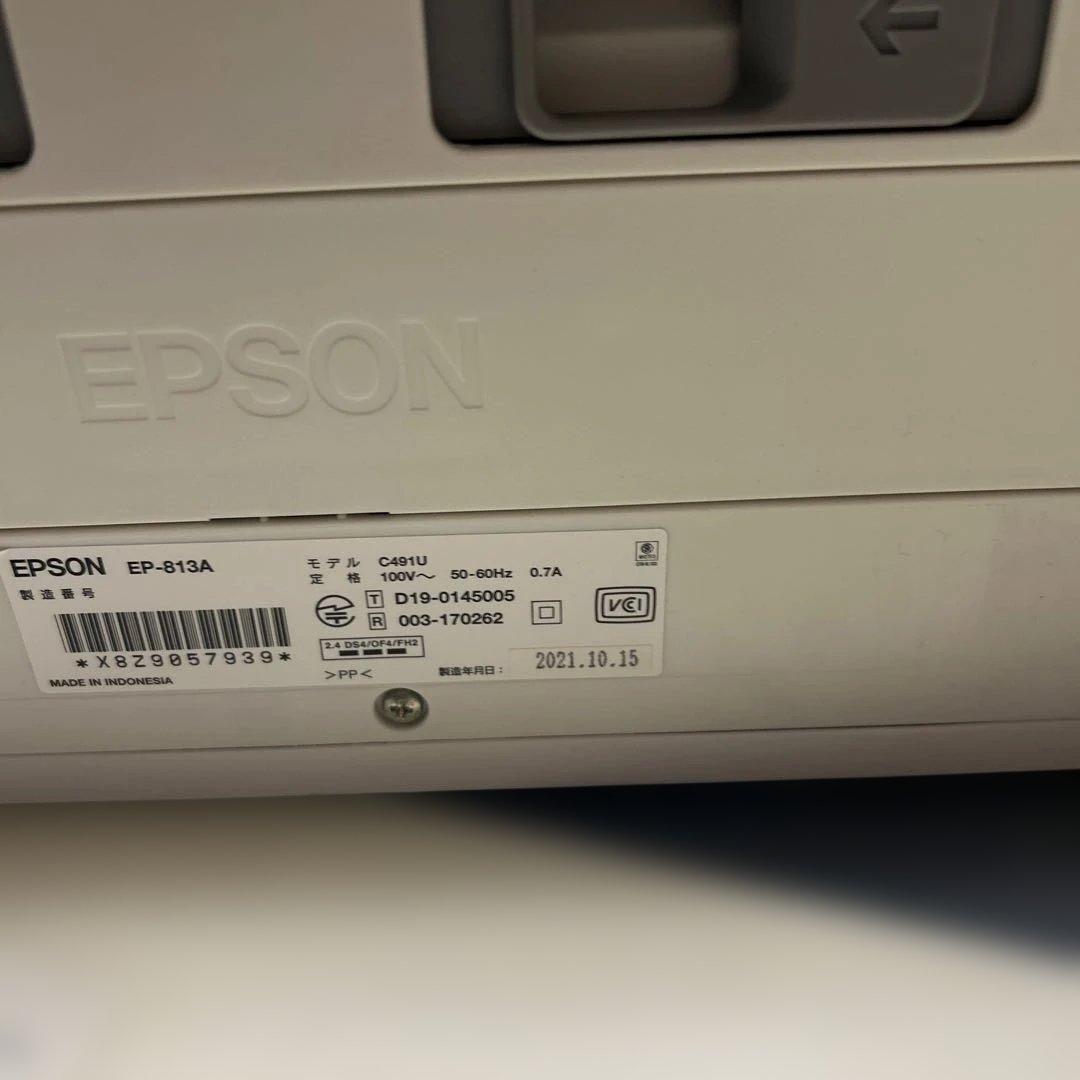 EPSON
EPSON EP-813A
製造番号
*X8Z9057939*
MADE IN INDONESIA
モデル C491U
定格 100V～ 50-60Hz 0.7A
T D19-0145005
R 003-170262
2.4 DS4/OF4/FH2
>PP<
製造年月日： 2021.10.15
VCI